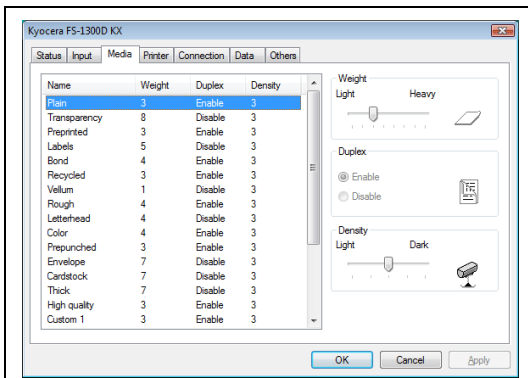 Kyocera FS-1300D KX
Status Input Media Printer Connection Data Others
Name Weight Duplex Density
Plain 3 Enable 3
Transparency 8 Disable 3
Preprinted 3 Enable 3
Labels 5 Disable 3
Bond 4 Enable 3
Recycled 3 Enable 3
Vellum 1 Disable 3
Rough 4 Enable 3
Letterhead 4 Disable 3
Color 4 Enable 3
Prepunched 3 Enable 3
Envelope 7 Disable 3
Cardstock 7 Disable 3
Thick 7 Disable 3
High quality 3 Enable 3
Custom 1 3 Enable 3
Weight
Light Heavy
Duplex
Enable
Disable
Density
Light Dark
OK Cancel Apply